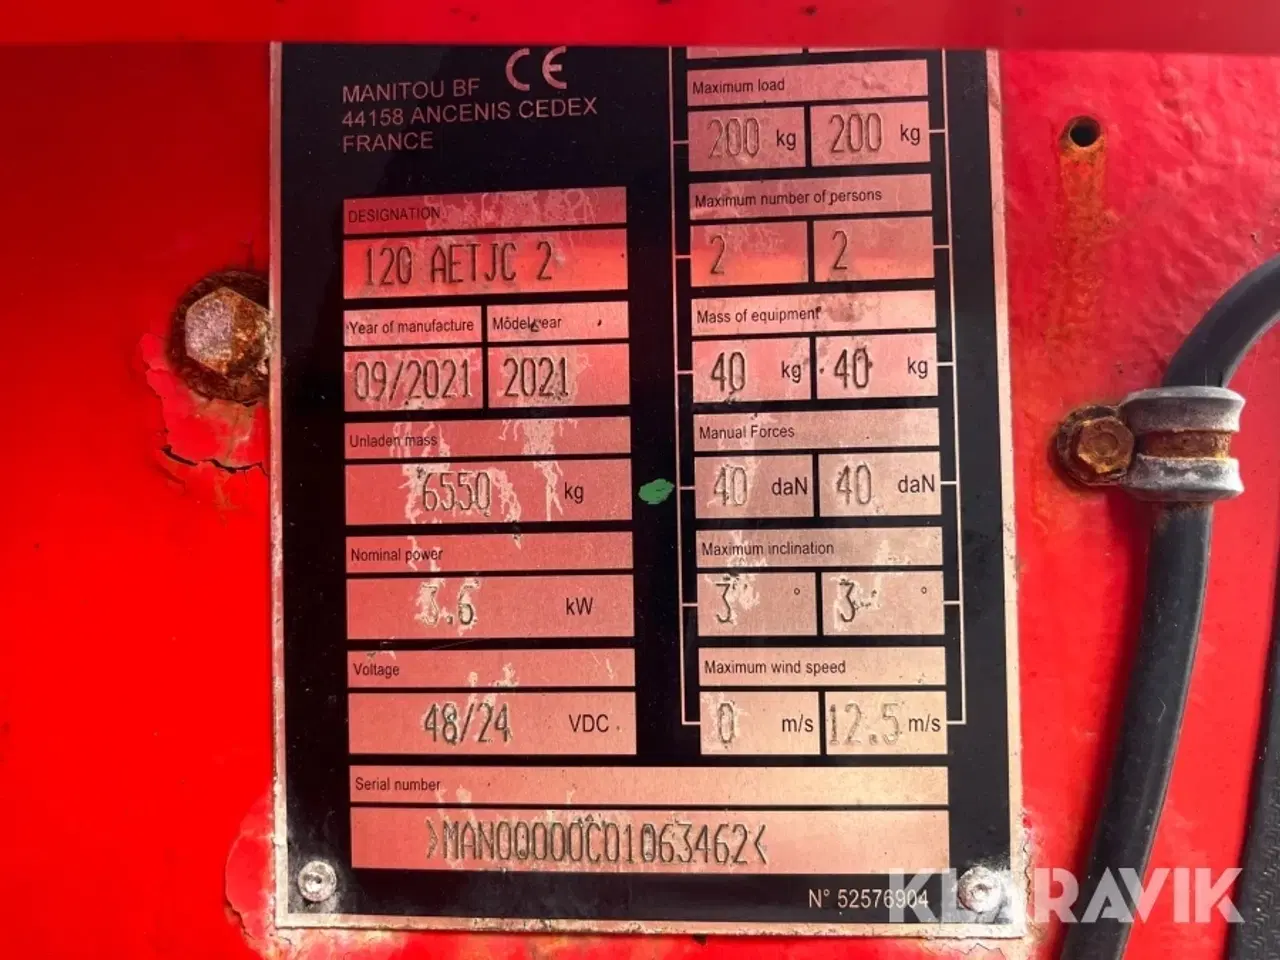 CE
MANITOU BF
44158 ANCENIS CEDEX
FRANCE
DESIGNATION
120 AETJC 2
Year of manufacture Model year
09/2021 2021
Unladen mass
6550 kg
Nominal power
3.6 kW
Voltage
48/24 VDC
Maximum load
200 kg 200 kg
Maximum number of persons
2 2
Mass of equipment
40 kg 40 kg
Manual Forces
40 daN 40 daN
Maximum inclination
3 ° 3 °
Maximum wind speed
0 m/s 12.5 m/s
Serial number
>MAN00000C01063462<
N° 52576904
KLARAVIK